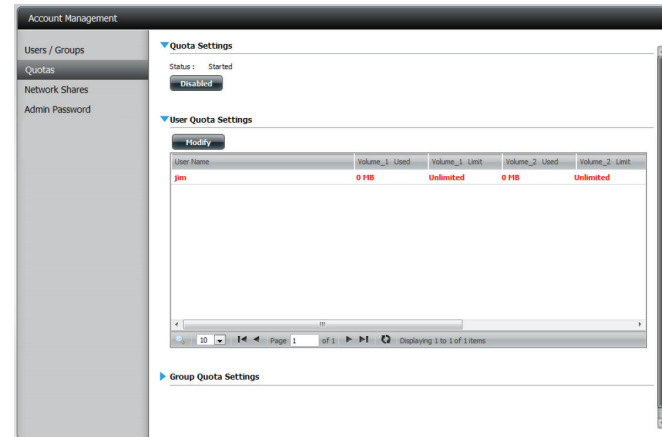 Account Management
Users / Groups
Quotas
Network Shares
Admin Password
Quota Settings
Status : Started
Disabled
User Quota Settings
Modify
User Name Volume_1 Used Volume_1 Limit Volume_2 Used Volume_2 Limit
Jim 0 MB Unlimited 0 MB Unlimited
10 Page 1 of 1 Displaying 1 to 1 of 1 items
Group Quota Settings